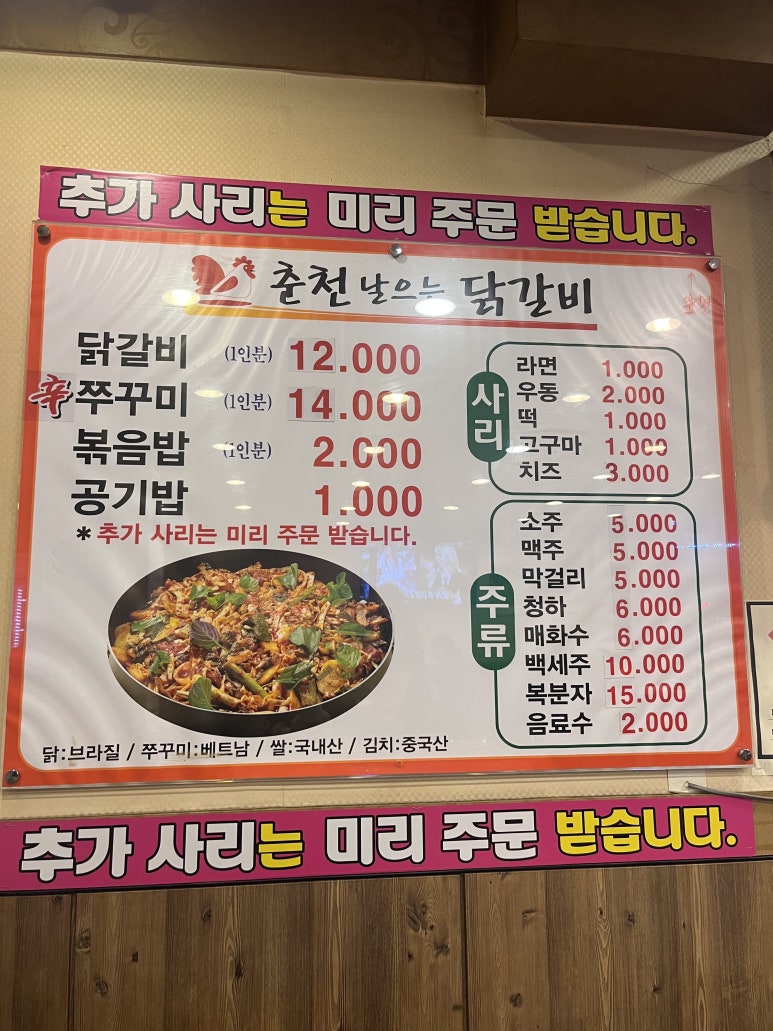 추가 사리는 미리 주문 받습니다.
춘천 날으는 닭갈비
닭갈비 (1인분) 12.000
辛 쭈꾸미 (1인분) 14.000
볶음밥 (1인분) 2.000
공기밥 1.000
* 추가 사리는 미리 주문 받습니다.
사리
라면 1.000
우동 2.000
떡 1.000
고구마 1.000
치즈 3.000
주류
소주 5.000
맥주 5.000
막걸리 5.000
청하 6.000
매화수 6.000
백세주 10.000
복분자 15.000
음료수 2.000
닭:브라질 / 쭈꾸미:베트남 / 쌀:국내산 / 김치:중국산
추가 사리는 미리 주문 받습니다.